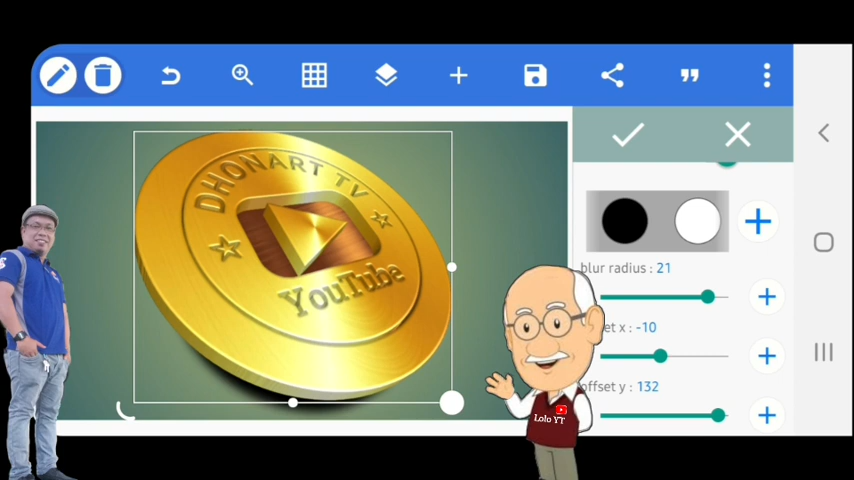 DHONART TV
YouTube
blur radius : 21
et x : -10
offset y : 132
Lolo YT